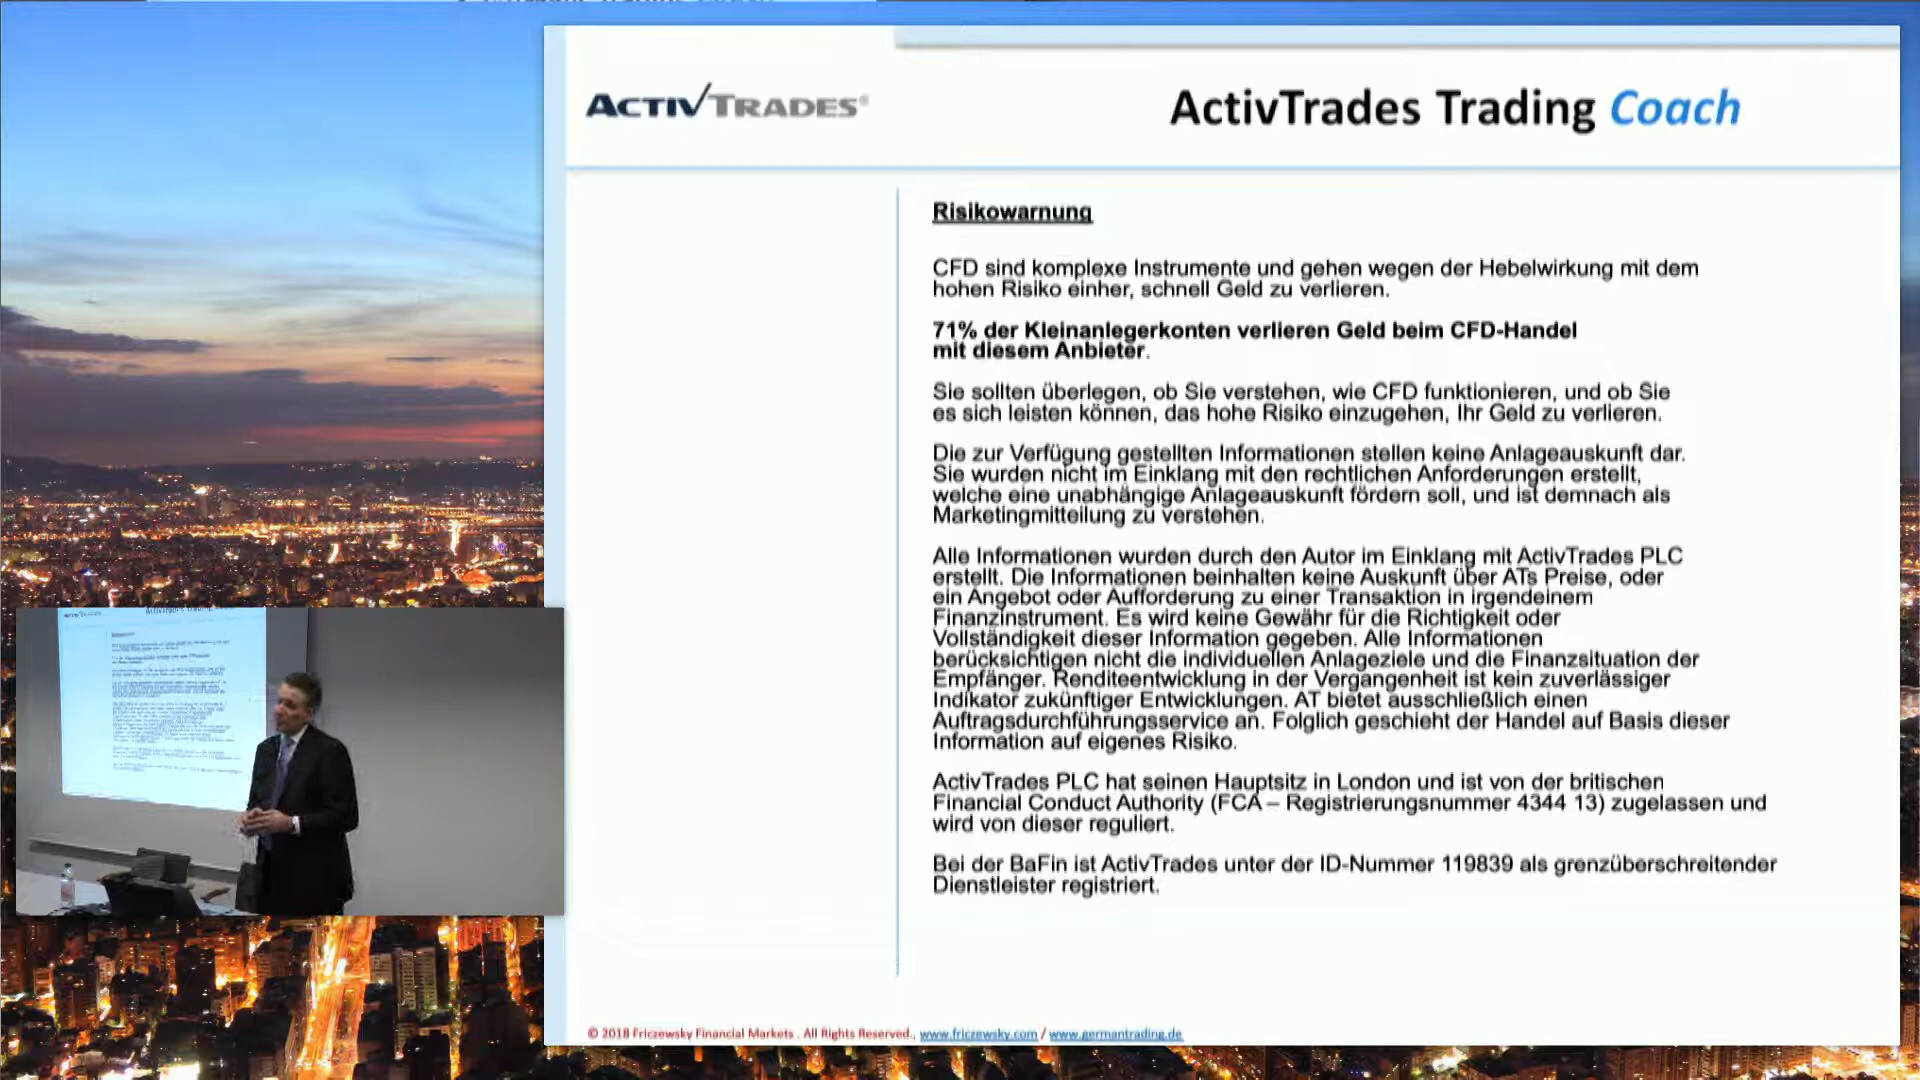 ACTIVTRADES®
ActivTrades Trading Coach
Risikowarnung
CFD sind komplexe Instrumente und gehen wegen der Hebelwirkung mit dem
hohen Risiko einher, schnell Geld zu verlieren.
71% der Kleinanlegerkonten verlieren Geld beim CFD-Handel
mit diesem Anbieter.
Sie sollten überlegen, ob Sie verstehen, wie CFD funktionieren, und ob Sie
es sich leisten können, das hohe Risiko einzugehen, Ihr Geld zu verlieren.
Die zur Verfügung gestellten Informationen stellen keine Anlageauskunft dar.
Sie wurden nicht im Einklang mit den rechtlichen Anforderungen erstellt,
welche eine unabhängige Anlageauskunft fördern soll, und ist demnach als
Marketingmitteilung zu verstehen.
Alle Informationen wurden durch den Autor im Einklang mit ActivTrades PLC
erstellt. Die Informationen beinhalten keine Auskunft über ATs Preise, oder
ein Angebot oder Aufforderung zu einer Transaktion in irgendeinem
Finanzinstrument. Es wird keine Gewähr für die Richtigkeit oder
Vollständigkeit dieser Information gegeben. Alle Informationen
berücksichtigen nicht die individuellen Anlageziele und die Finanzsituation der
Empfänger. Renditeentwicklung in der Vergangenheit ist kein zuverlässiger
Indikator zukünftiger Entwicklungen. AT bietet ausschließlich einen
Auftragsdurchführungsservice an. Folglich geschieht der Handel auf Basis dieser
Information auf eigenes Risiko.
ActivTrades PLC hat seinen Hauptsitz in London und ist von der britischen
Financial Conduct Authority (FCA – Registrierungsnummer 4344 13) zugelassen und
wird von dieser reguliert.
Bei der BaFin ist ActivTrades unter der ID-Nummer 119839 als grenzüberschreitender
Dienstleister registriert.
© 2018 Friczewsky Financial Markets . All Rights Reserved., www.friczewsky.com / www.germantrading.de